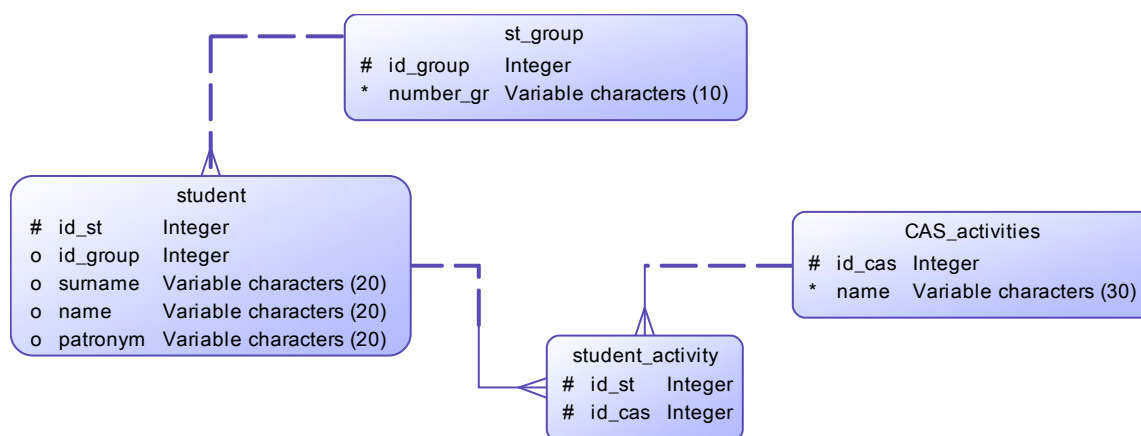 st_group
# id_group Integer
* number_gr Variable characters (10)
student
# id_st Integer
o id_group Integer
o surname Variable characters (20)
o name Variable characters (20)
o patronym Variable characters (20)
CAS_activities
# id_cas Integer
* name Variable characters (30)
student_activity
# id_st Integer
# id_cas Integer